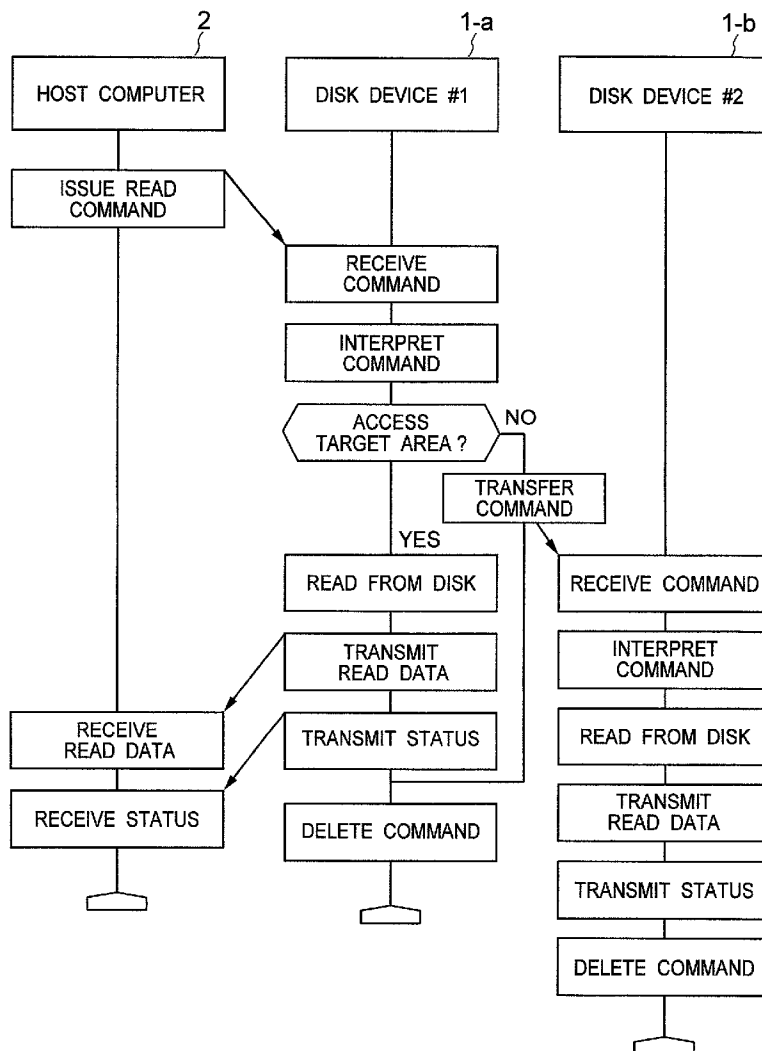 2
1-a
1-b
HOST COMPUTER
DISK DEVICE #1
DISK DEVICE #2
ISSUE READ
COMMAND
RECEIVE
COMMAND
INTERPRET
COMMAND
ACCESS
TARGET AREA ?
NO
TRANSFER
COMMAND
YES
READ FROM DISK
RECEIVE COMMAND
TRANSMIT
READ DATA
INTERPRET
COMMAND
RECEIVE
READ DATA
TRANSMIT STATUS
READ FROM DISK
RECEIVE STATUS
DELETE COMMAND
TRANSMIT
READ DATA
TRANSMIT STATUS
DELETE COMMAND